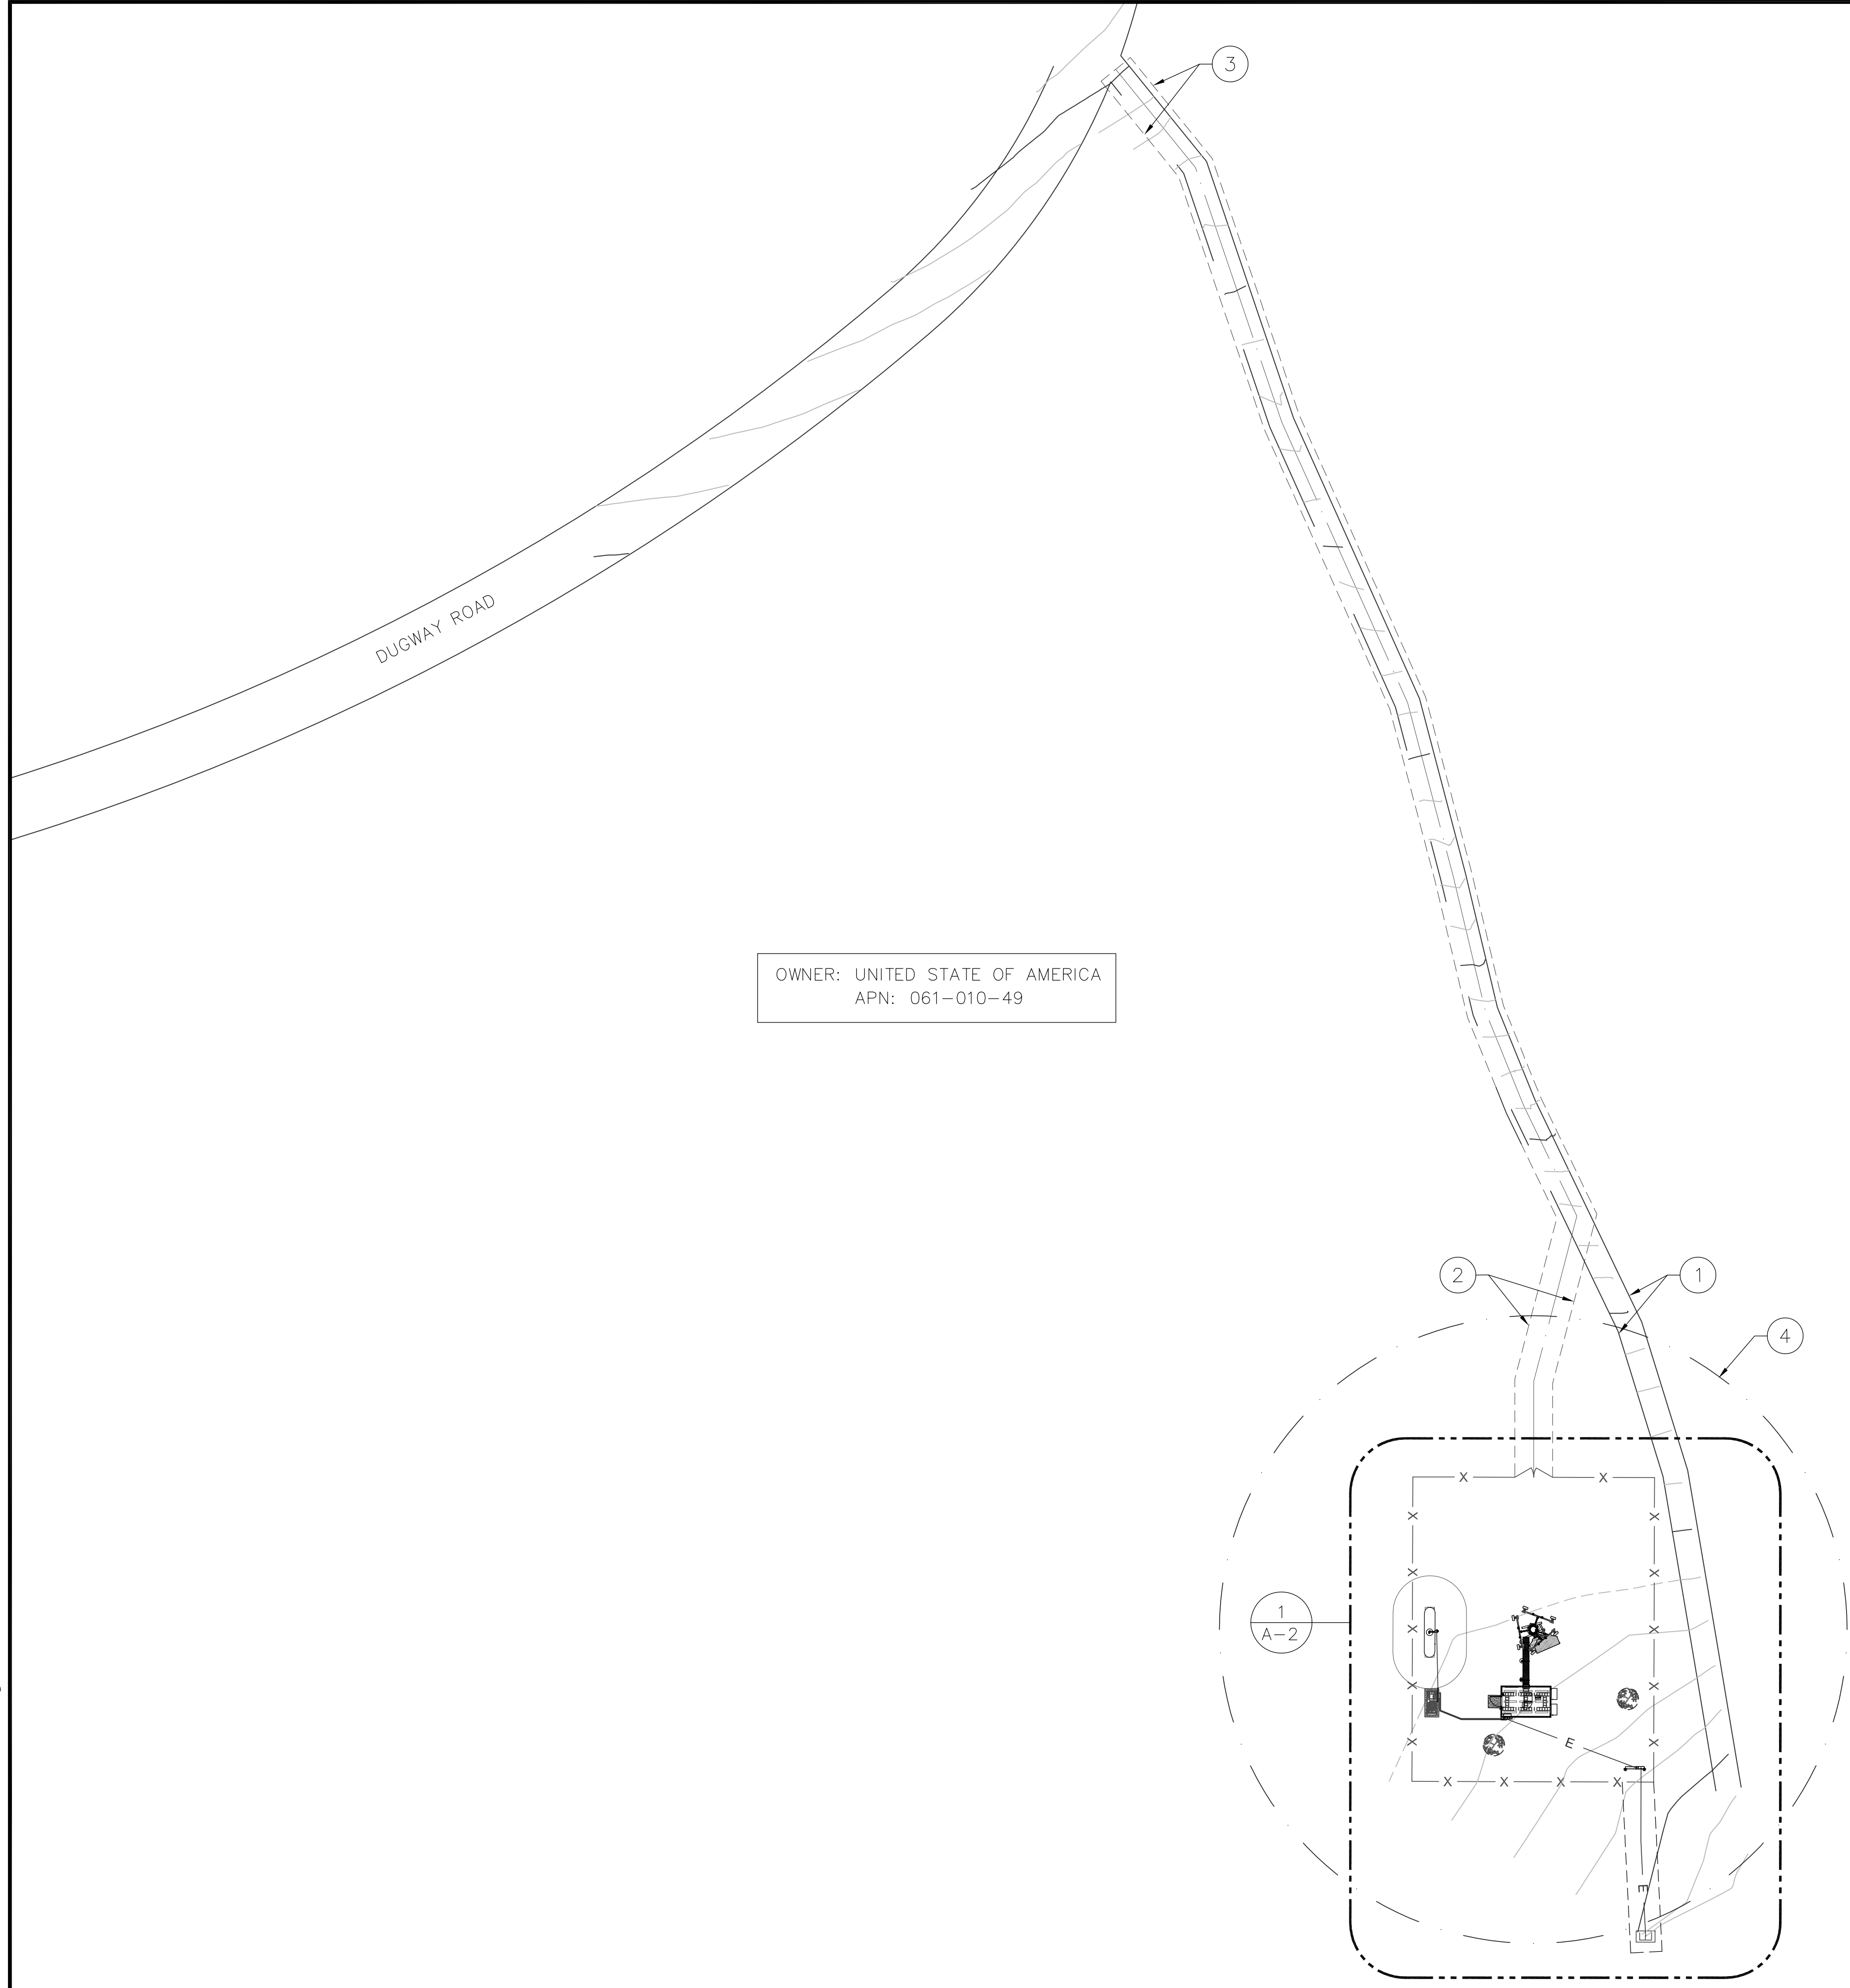 3
DUGWAY ROAD
OWNER: UNITED STATE OF AMERICA
APN: 061-010-49
2
1
4
X X
X X
X X
1
A-2
X X
X X
E
X X
X X X X
E